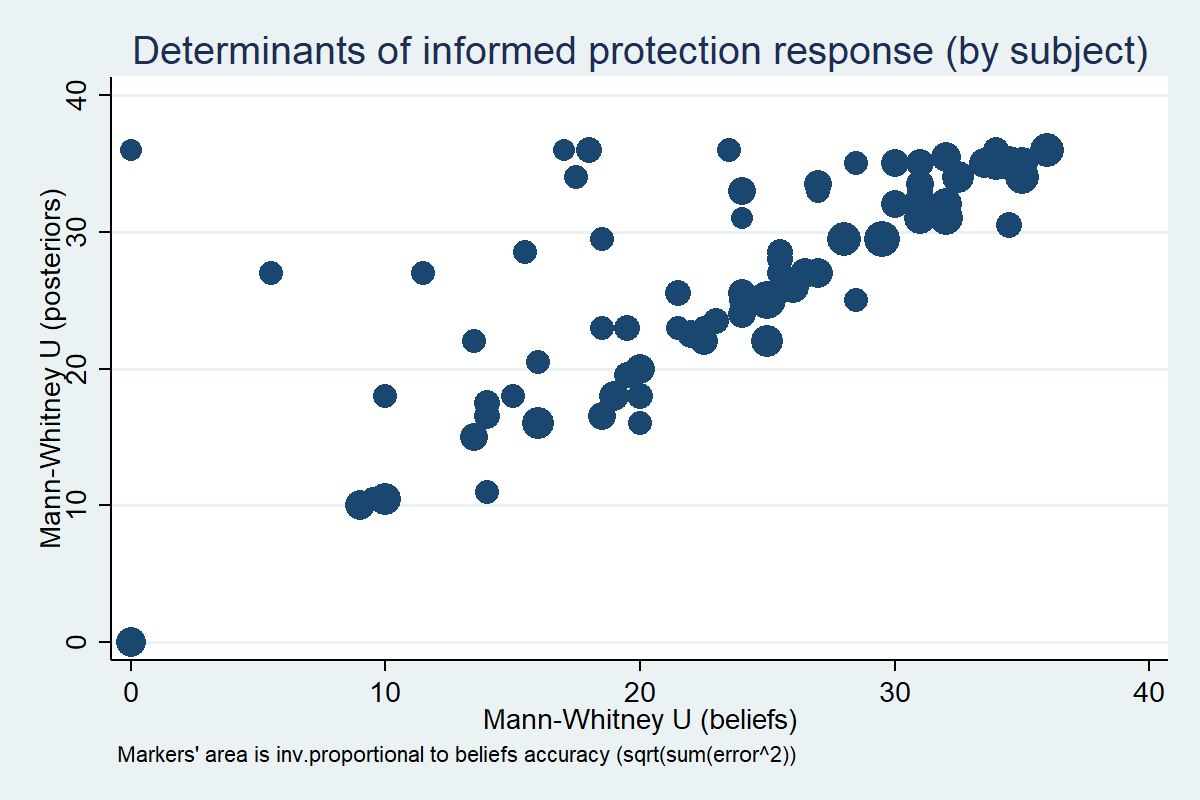 Determinants of informed protection response (by subject)
Mann-Whitney U (posteriors)
40
30
20
10
0
0 10 20 30 40
Mann-Whitney U (beliefs)
Markers' area is inv.proportional to beliefs accuracy (sqrt(sum(error^2))